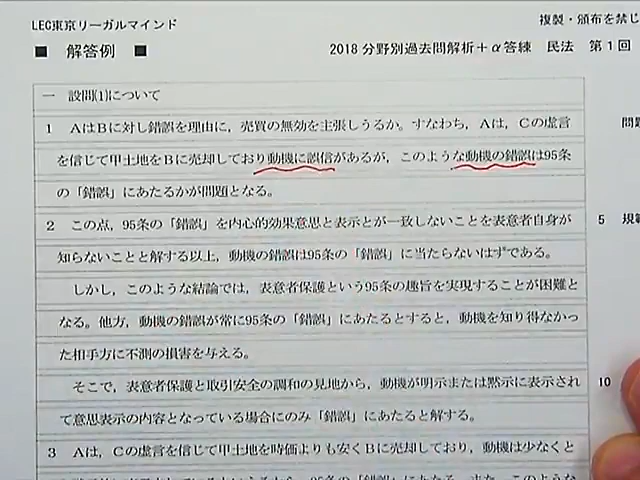 LEC東京リーガルマインド
複製・頒布を禁じ
■ 解答例 ■
2018 分野別過去問解析+α答練 民法 第1回
一 設問(1)について
1 AはBに対し錯誤を理由に，売買の無効を主張しうるか。すなわち，Aは，Cの虚言
を信じて甲土地をBに売却しており動機に誤信があるが，このような動機の錯誤は95条
問題
の「錯誤」にあたるかが問題となる。
2 この点，95条の「錯誤」を内心的効果意思と表示とが一致しないことを表意者自身が
5 規範
知らないことと解する以上，動機の錯誤は95条の「錯誤」に当たらないはずである。
しかし，このような結論では，表意者保護という95条の趣旨を実現することが困難と
なる。他方，動機の錯誤が常に95条の「錯誤」にあたるとすると，動機を知り得なかっ
た相手方に不測の損害を与える。
そこで，表意者保護と取引安全の調和の見地から，動機が明示または黙示に表示され
10
て意思表示の内容となっている場合にのみ「錯誤」にあたると解する。
3 Aは，Cの虚言を信じて甲土地を時価よりも安くBに売却しており，動機は少なくと